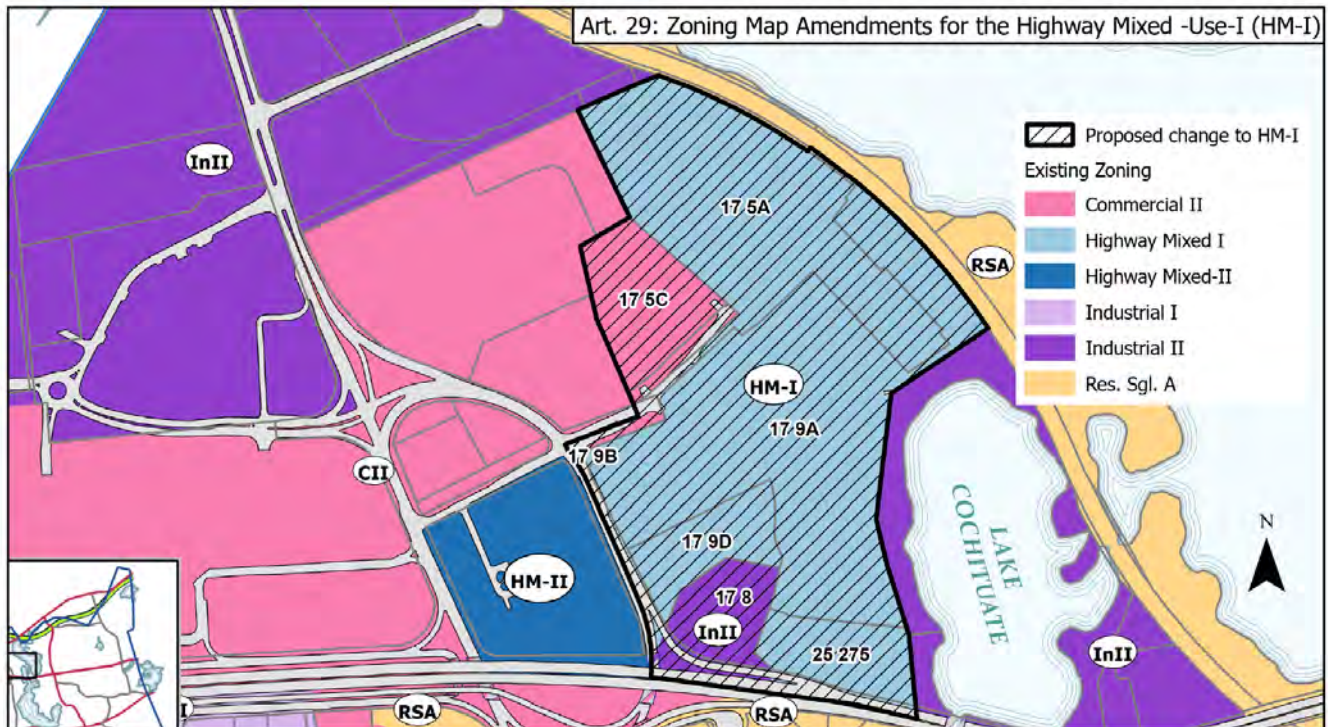 Art. 29: Zoning Map Amendments for the Highway Mixed -Use-I (HM-I)
Proposed change to HM-I
Existing Zoning
Commercial II
Highway Mixed I
Highway Mixed-II
Industrial I
Industrial II
Res. Sgl. A
InII
17 5A
RSA
17 5C
HM-I
17 9A
17 9B
CII
17 9D
HM-II
17 8
InII
25 275
LAKE
COCHITUATE
N
InII
RSA
RSA